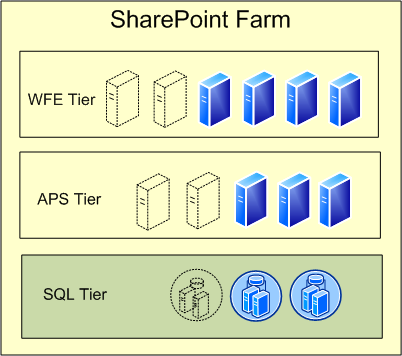 SharePoint Farm
WFE Tier
APS Tier
SQL Tier